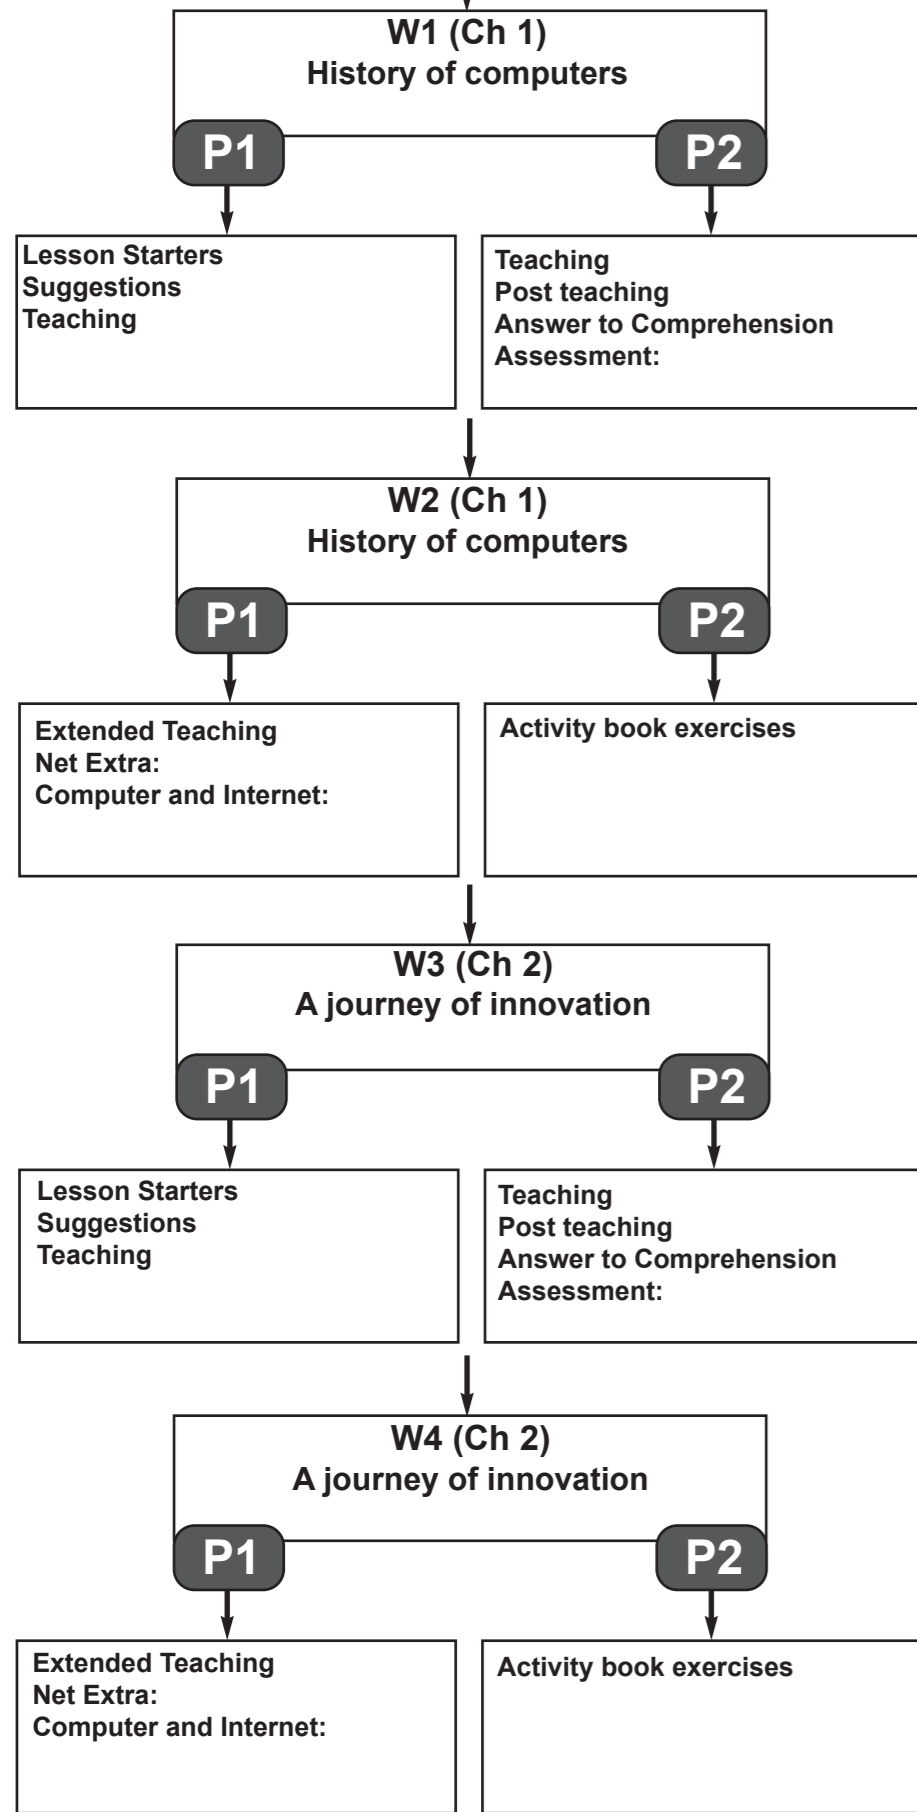 W1 (Ch 1)
History of computers
P1
P2
Lesson Starters
Suggestions
Teaching
Teaching
Post teaching
Answer to Comprehension
Assessment:
W2 (Ch 1)
History of computers
P1
P2
Extended Teaching
Net Extra:
Computer and Internet:
Activity book exercises
W3 (Ch 2)
A journey of innovation
P1
P2
Lesson Starters
Suggestions
Teaching
Teaching
Post teaching
Answer to Comprehension
Assessment:
W4 (Ch 2)
A journey of innovation
P1
P2
Extended Teaching
Net Extra:
Computer and Internet:
Activity book exercises